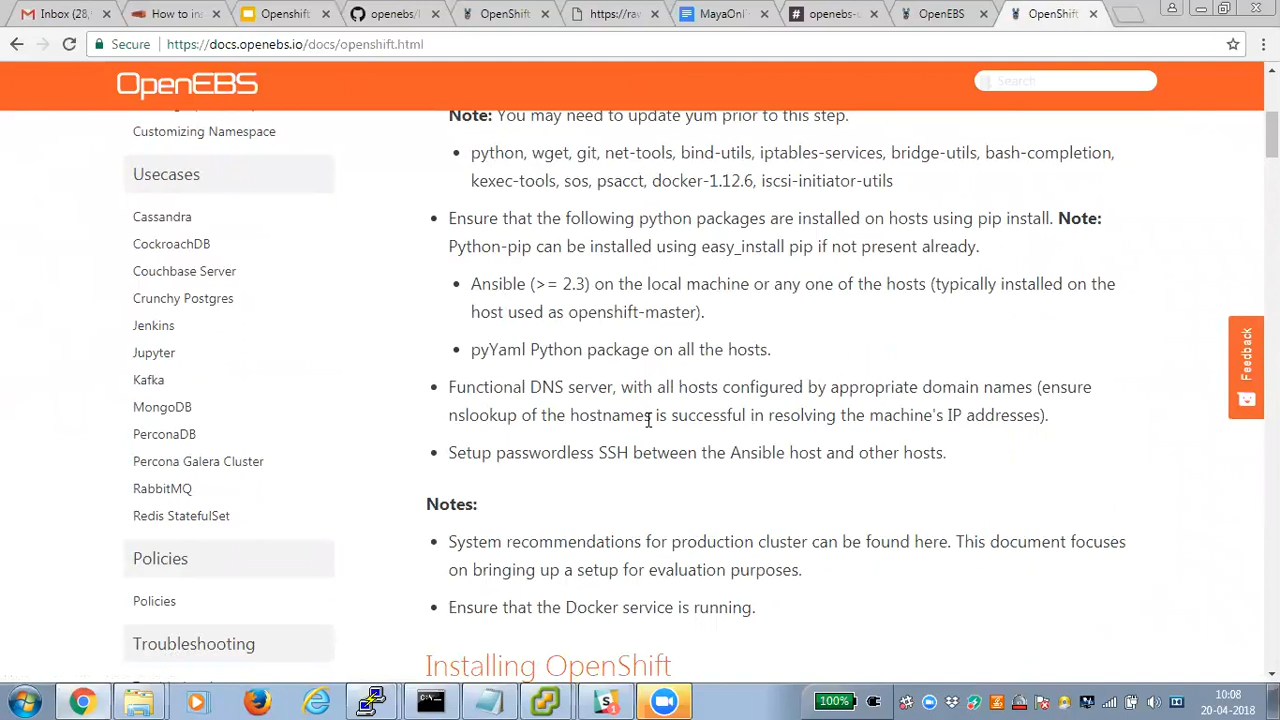 Inbox (28
How to ins
Openshift
openebs/
OpenShift
https://ra
MayaOnli
openebs-u
OpenEBS
OpenShift
Secure
https://docs.openebs.io/docs/openshift.html
OpenEBS
Search
Customizing Namespace
Usecases
Cassandra
CockroachDB
Couchbase Server
Crunchy Postgres
Jenkins
Jupyter
Kafka
MongoDB
PerconaDB
Percona Galera Cluster
RabbitMQ
Redis StatefulSet
Policies
Policies
Troubleshooting
Note: You may need to update yum prior to this step.
• python, wget, git, net-tools, bind-utils, iptables-services, bridge-utils, bash-completion,
kexec-tools, sos, psacct, docker-1.12.6, iscsi-initiator-utils
• Ensure that the following python packages are installed on hosts using pip install. Note:
Python-pip can be installed using easy_install pip if not present already.
• Ansible (>= 2.3) on the local machine or any one of the hosts (typically installed on the
host used as openshift-master).
• pyYaml Python package on all the hosts.
• Functional DNS server, with all hosts configured by appropriate domain names (ensure
nslookup of the hostnames is successful in resolving the machine's IP addresses).
• Setup passwordless SSH between the Ansible host and other hosts.
Notes:
• System recommendations for production cluster can be found here. This document focuses
on bringing up a setup for evaluation purposes.
• Ensure that the Docker service is running.
Installing OpenShift
Feedback
100%
10:08
20-04-2018